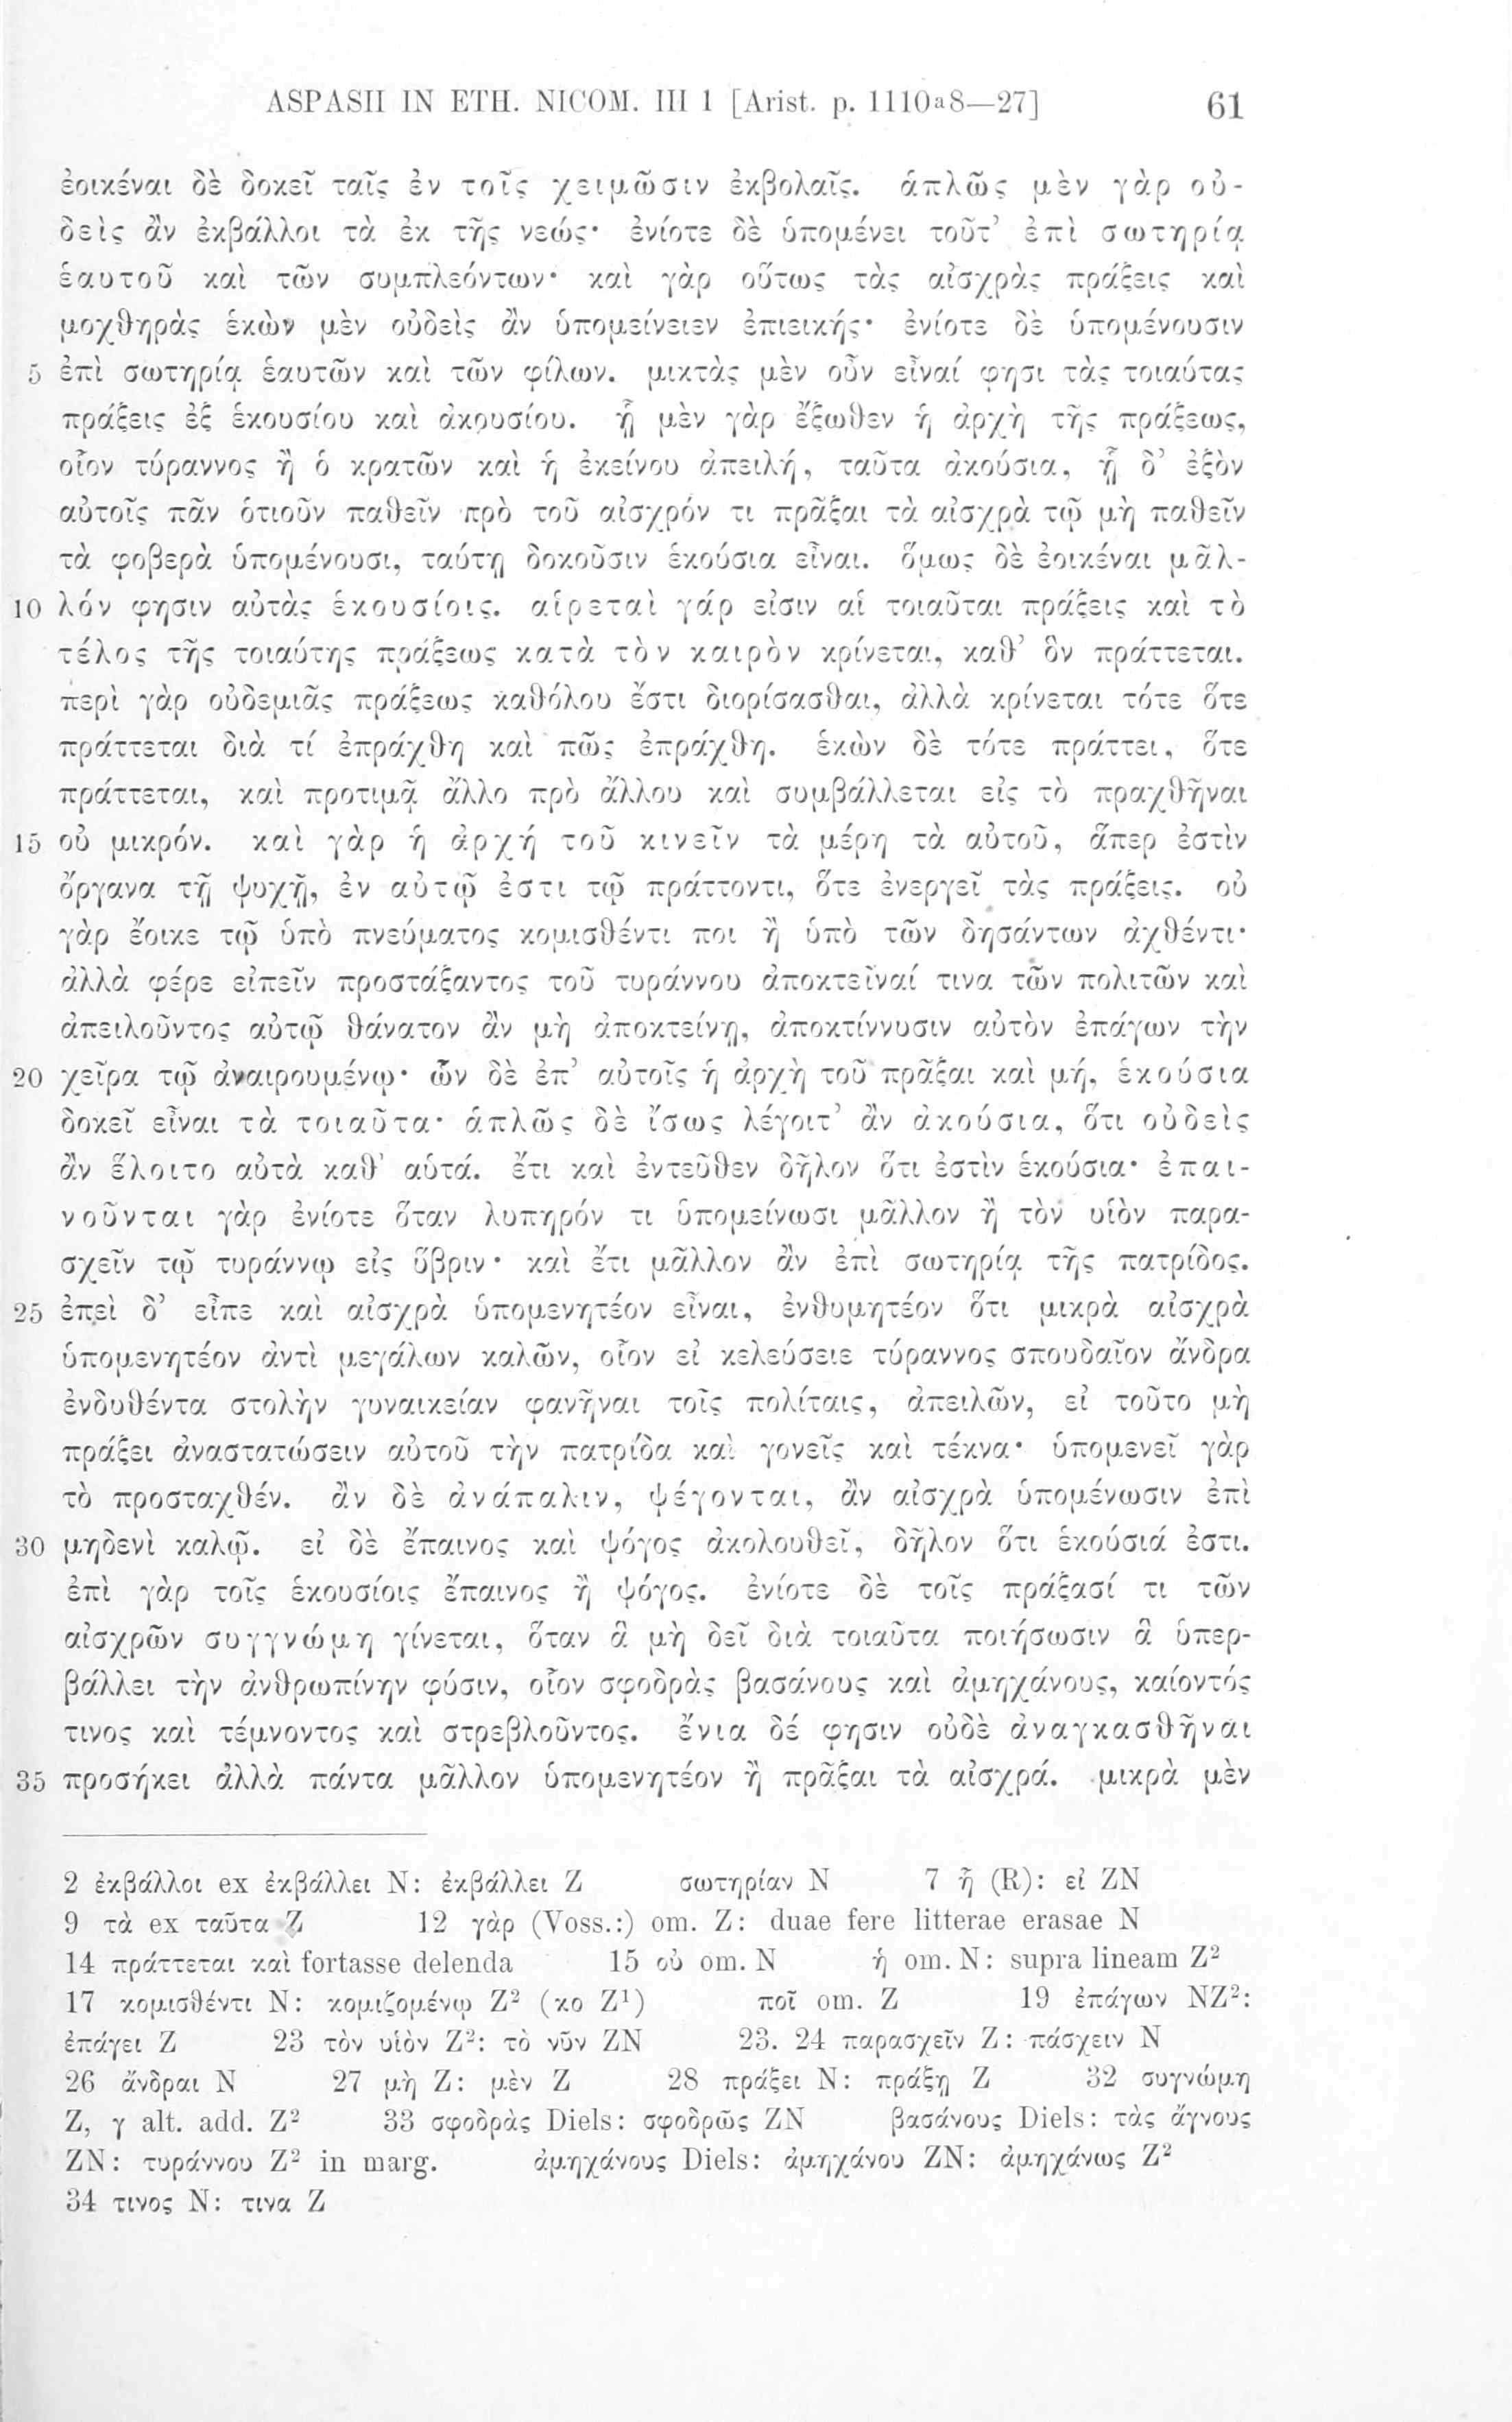 ASPASII IN ETH. NICOM. III 1 [Arist. p. 1110a8—27] 61
ἐοικέναι δὲ δοκεῖ ταῖς ἐν τοῖς χειμῶσιν ἐκβολαῖς. ἁπλῶς μὲν γὰρ οὐ-
δεὶς ἂν ἐκβάλλοι τὰ ἐκ τῆς νεώς· ἐνίοτε δὲ ὑπομένει τοῦτ’ ἐπὶ σωτηρίᾳ
ἑαυτοῦ καὶ τῶν συμπλεόντων· καὶ γὰρ οὕτως τὰς αἰσχρὰς πράξεις καὶ
μοχθηρὰς ἑκὼν μὲν οὐδεὶς ἂν ὑπομείνειεν ἐπιεικής· ἐνίοτε δὲ ὑπομένουσιν
5 ἐπὶ σωτηρίᾳ ἑαυτῶν καὶ τῶν φίλων. μικτὰς μὲν οὖν εἶναί φησι τὰς τοιαύτας
πράξεις ἐξ ἑκουσίου καὶ ἀκουσίου. ᾗ μὲν γὰρ ἔξωθεν ἡ ἀρχὴ τῆς πράξεως,
οἷον τύραννος ἢ ὁ κρατῶν καὶ ἡ ἐκείνου ἀπειλή, ταῦτα ἀκούσια, ᾗ δ’ ἐξὸν
αὐτοῖς πᾶν ὁτιοῦν παθεῖν πρὸ τοῦ αἰσχρόν τι πρᾶξαι τὰ αἰσχρὰ τῷ μὴ παθεῖν
τὰ φοβερὰ ὑπομένουσι, ταύτῃ δοκοῦσιν ἑκούσια εἶναι. ὅμως δὲ ἐοικέναι μᾶλ-
10 λόν φησιν αὐτὰς ἑκουσίοις. αἱρεταὶ γάρ εἰσιν αἱ τοιαῦται πράξεις καὶ τὸ
τέλος τῆς τοιαύτης πράξεως κατὰ τὸν καιρὸν κρίνεται, καθ’ ὃν πράττεται.
περὶ γὰρ οὐδεμιᾶς πράξεως καθόλου ἔστι διορίσασθαι, ἀλλὰ κρίνεται τότε ὅτε
πράττεται διὰ τί ἐπράχθη καὶ πῶς ἐπράχθη. ἑκὼν δὲ τότε πράττει, ὅτε
πράττεται, καὶ προτιμᾷ ἄλλο πρὸ ἄλλου καὶ συμβάλλεται εἰς τὸ πραχθῆναι
15 οὐ μικρόν. καὶ γὰρ ἡ ἀρχή τοῦ κινεῖν τὰ μέρη τὰ αὑτοῦ, ἅπερ ἐστὶν
ὄργανα τῇ ψυχῇ, ἐν αὐτῷ ἐστι τῷ πράττοντι, ὅτε ἐνεργεῖ τὰς πράξεις. οὐ
γὰρ ἔοικε τῷ ὑπὸ πνεύματος κομισθέντι ποι ἢ ὑπὸ τῶν δησάντων ἀχθέντι·
ἀλλὰ φέρε εἰπεῖν προστάξαντος τοῦ τυράννου ἀποκτεῖναί τινα τῶν πολιτῶν καὶ
ἀπειλοῦντος αὐτῷ θάνατον ἂν μὴ ἀποκτείνῃ, ἀποκτίννυσιν αὐτὸν ἐπάγων τὴν
20 χεῖρα τῷ ἀναιρουμένῳ· ὧν δὲ ἐπ’ αὐτοῖς ἡ ἀρχὴ τοῦ πρᾶξαι καὶ μή, ἑκούσια
δοκεῖ εἶναι τὰ τοιαῦτα· ἁπλῶς δὲ ἴσως λέγοιτ’ ἂν ἀκούσια, ὅτι οὐδεὶς
ἂν ἕλοιτο αὐτὰ καθ’ αὑτά. ἔτι καὶ ἐντεῦθεν δῆλον ὅτι ἐστὶν ἑκούσια· ἐπαι-
νοῦνται γὰρ ἐνίοτε ὅταν λυπηρόν τι ὑπομείνωσι μᾶλλον ἢ τὸν υἱὸν παρα-
σχεῖν τῷ τυράννῳ εἰς ὕβριν· καὶ ἔτι μᾶλλον ἂν ἐπὶ σωτηρίᾳ τῆς πατρίδος.
25 ἐπεὶ δ’ εἶπε καὶ αἰσχρὰ ὑπομενητέον εἶναι, ἐνθυμητέον ὅτι μικρὰ αἰσχρὰ
ὑπομενητέον ἀντὶ μεγάλων καλῶν, οἷον εἰ κελεύσειε τύραννος σπουδαῖον ἄνδρα
ἐνδυθέντα στολὴν γυναικείαν φανῆναι τοῖς πολίταις, ἀπειλῶν, εἰ τοῦτο μὴ
πράξει ἀναστατώσειν αὐτοῦ τὴν πατρίδα καὶ γονεῖς καὶ τέκνα· ὑπομενεῖ γὰρ
τὸ προσταχθέν. ἂν δὲ ἀνάπαλιν, ψέγονται, ἂν αἰσχρὰ ὑπομένωσιν ἐπὶ
30 μηδενὶ καλῷ. εἰ δὲ ἔπαινος καὶ ψόγος ἀκολουθεῖ, δῆλον ὅτι ἑκούσιά ἐστι.
ἐπὶ γὰρ τοῖς ἑκουσίοις ἔπαινος ἢ ψόγος. ἐνίοτε δὲ τοῖς πράξασί τι τῶν
αἰσχρῶν συγγνώμη γίνεται, ὅταν ἃ μὴ δεῖ διὰ τοιαῦτα ποιήσωσιν ἃ ὑπερ-
βάλλει τὴν ἀνθρωπίνην φύσιν, οἷον σφοδρὰς βασάνους καὶ ἀμηχάνους, καίοντός
τινος καὶ τέμνοντος καὶ στρεβλοῦντος. ἔνια δέ φησιν οὐδὲ ἀναγκασθῆναι
35 προσήκει ἀλλὰ πάντα μᾶλλον ὑπομενητέον ἢ πρᾶξαι τὰ αἰσχρά. μικρὰ μὲν
2 ἐκβάλλοι ex ἐκβάλλει N: ἐκβάλλει Z σωτηρίαν N 7 ᾗ (R): εἰ ZN
9 τὰ ex ταῦτα Z 12 γὰρ (Voss.:) om. Z: duae fere litterae erasae N
14 πράττεται καὶ fortasse delenda 15 οὐ om. N ἡ om. N: supra lineam Z²
17 κομισθέντι N: κομιζομένῳ Z² (κο Z¹) ποῖ om. Z 19 ἐπάγων NZ²:
ἐπάγει Z 23 τὸν υἱὸν Z²: τὸ νῦν ZN 23. 24 παρασχεῖν Z: πάσχειν N
26 ἄνδραι N 27 μὴ Z: μὲν Z 28 πράξει N: πράξῃ Z 32 συγνώμη
Z, γ alt. add. Z² 33 σφοδρὰς Diels: σφοδρῶς ZN βασάνους Diels: τὰς ἄγνους
ZN: τυράννου Z² in marg. ἀμηχάνους Diels: ἀμηχάνου ZN: ἀμηχάνως Z²
34 τινος N: τινα Z